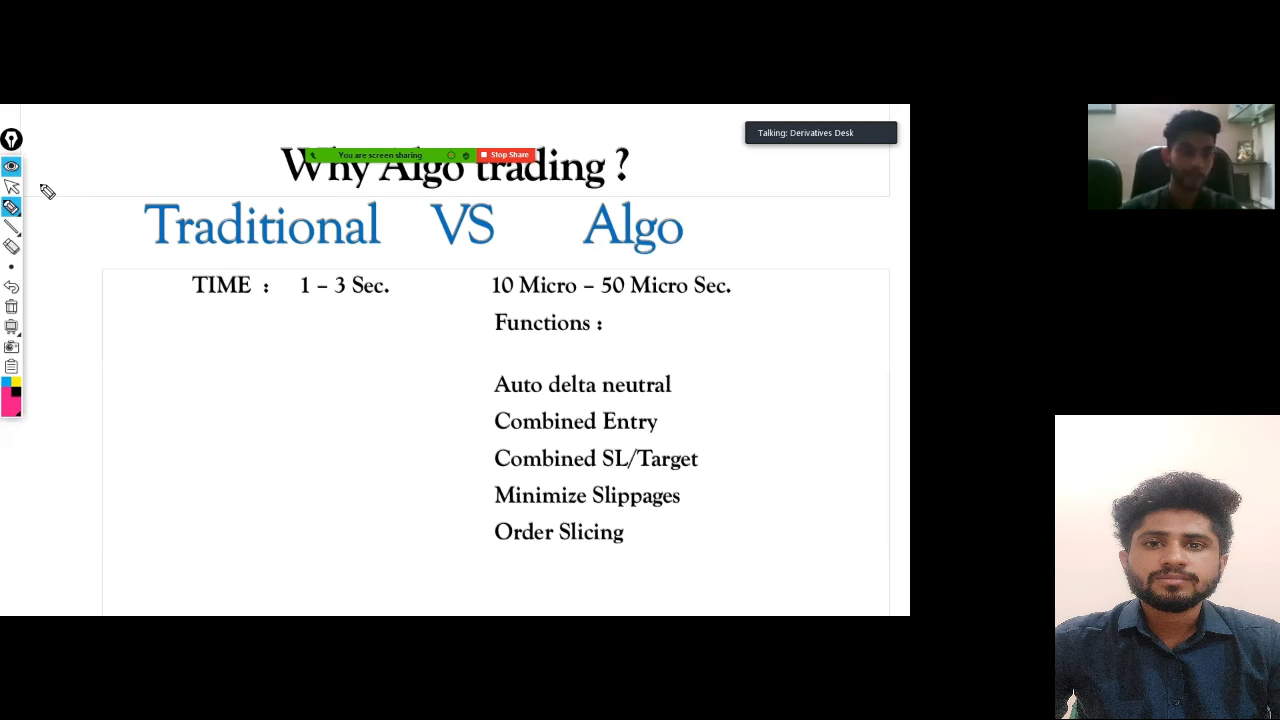 Talking: Derivatives Desk
You are screen sharing
Stop Share
Why Algo trading ?
Traditional VS Algo
TIME : 1 – 3 Sec. 10 Micro – 50 Micro Sec.
Functions :
Auto delta neutral
Combined Entry
Combined SL/Target
Minimize Slippages
Order Slicing